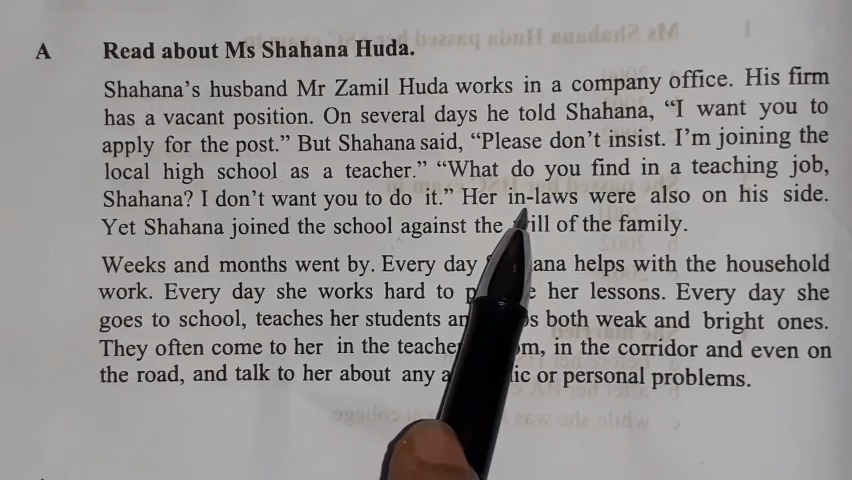 A Read about Ms Shahana Huda.
Shahana's husband Mr Zamil Huda works in a company office. His firm
has a vacant position. On several days he told Shahana, "I want you to
apply for the post." But Shahana said, "Please don't insist. I'm joining the
local high school as a teacher." "What do you find in a teaching job,
Shahana? I don't want you to do it." Her in-laws were also on his side.
Yet Shahana joined the school against the will of the family.
Weeks and months went by. Every day helps with the household
work. Every day she works hard to her lessons. Every day she
goes to school, teaches her students both weak and bright ones.
They often come to her in the in the corridor and even on
the road, and talk to her about any or personal problems.